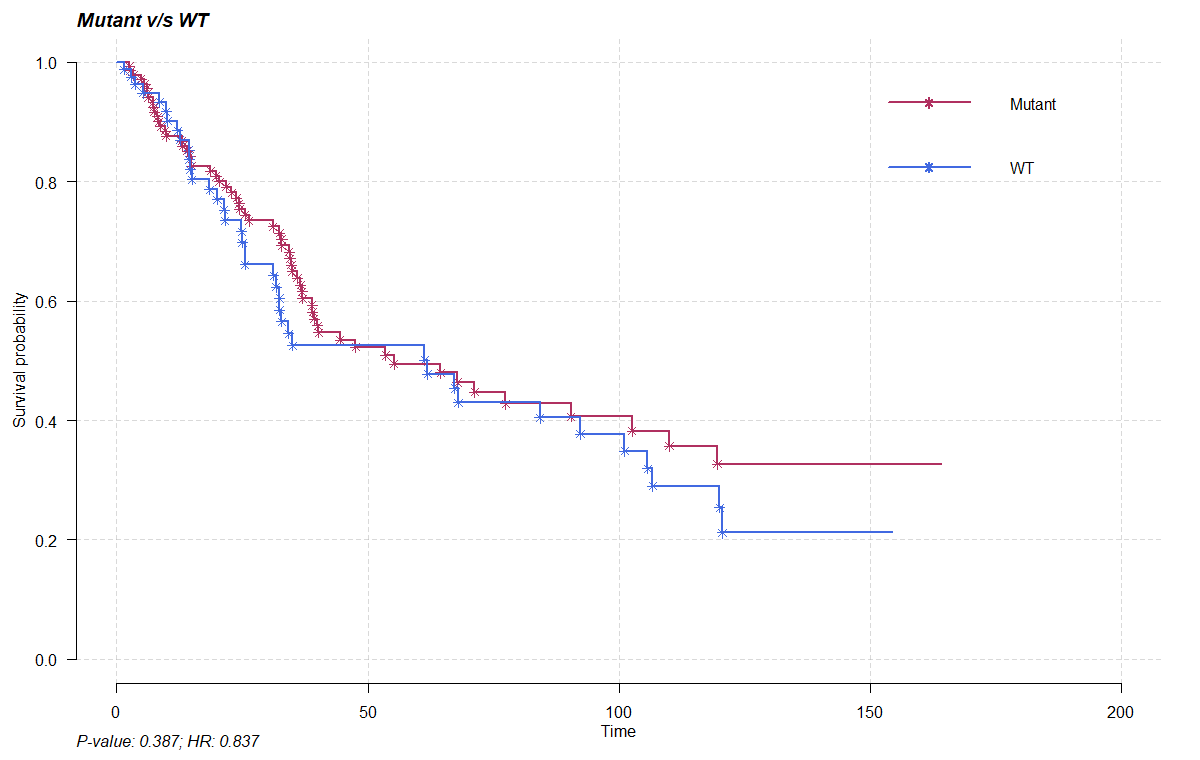 Mutant v/s WT
1.0
0.8
0.6
0.4
0.2
0.0
Survival probability
Mutant
WT
0 50 100 150 200
Time
P-value: 0.387; HR: 0.837